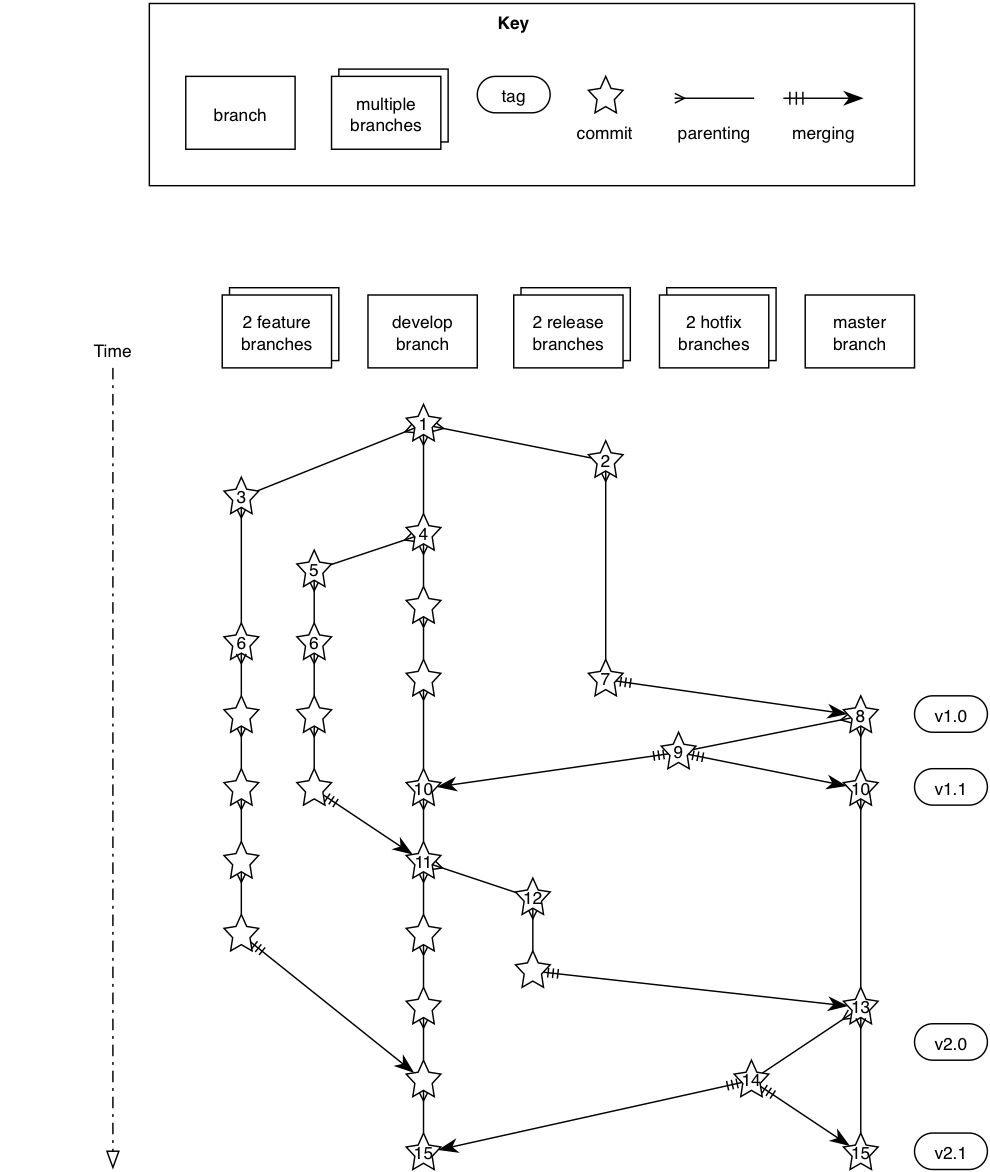 Key
branch
multiple
branches
tag
commit
parenting
merging
2 feature
branches
develop
branch
2 release
branches
2 hotfix
branches
master
branch
Time
1
2
3
4
5
6
6
7
8
v1.0
9
10
10
v1.1
11
12
13
v2.0
14
15
15
v2.1